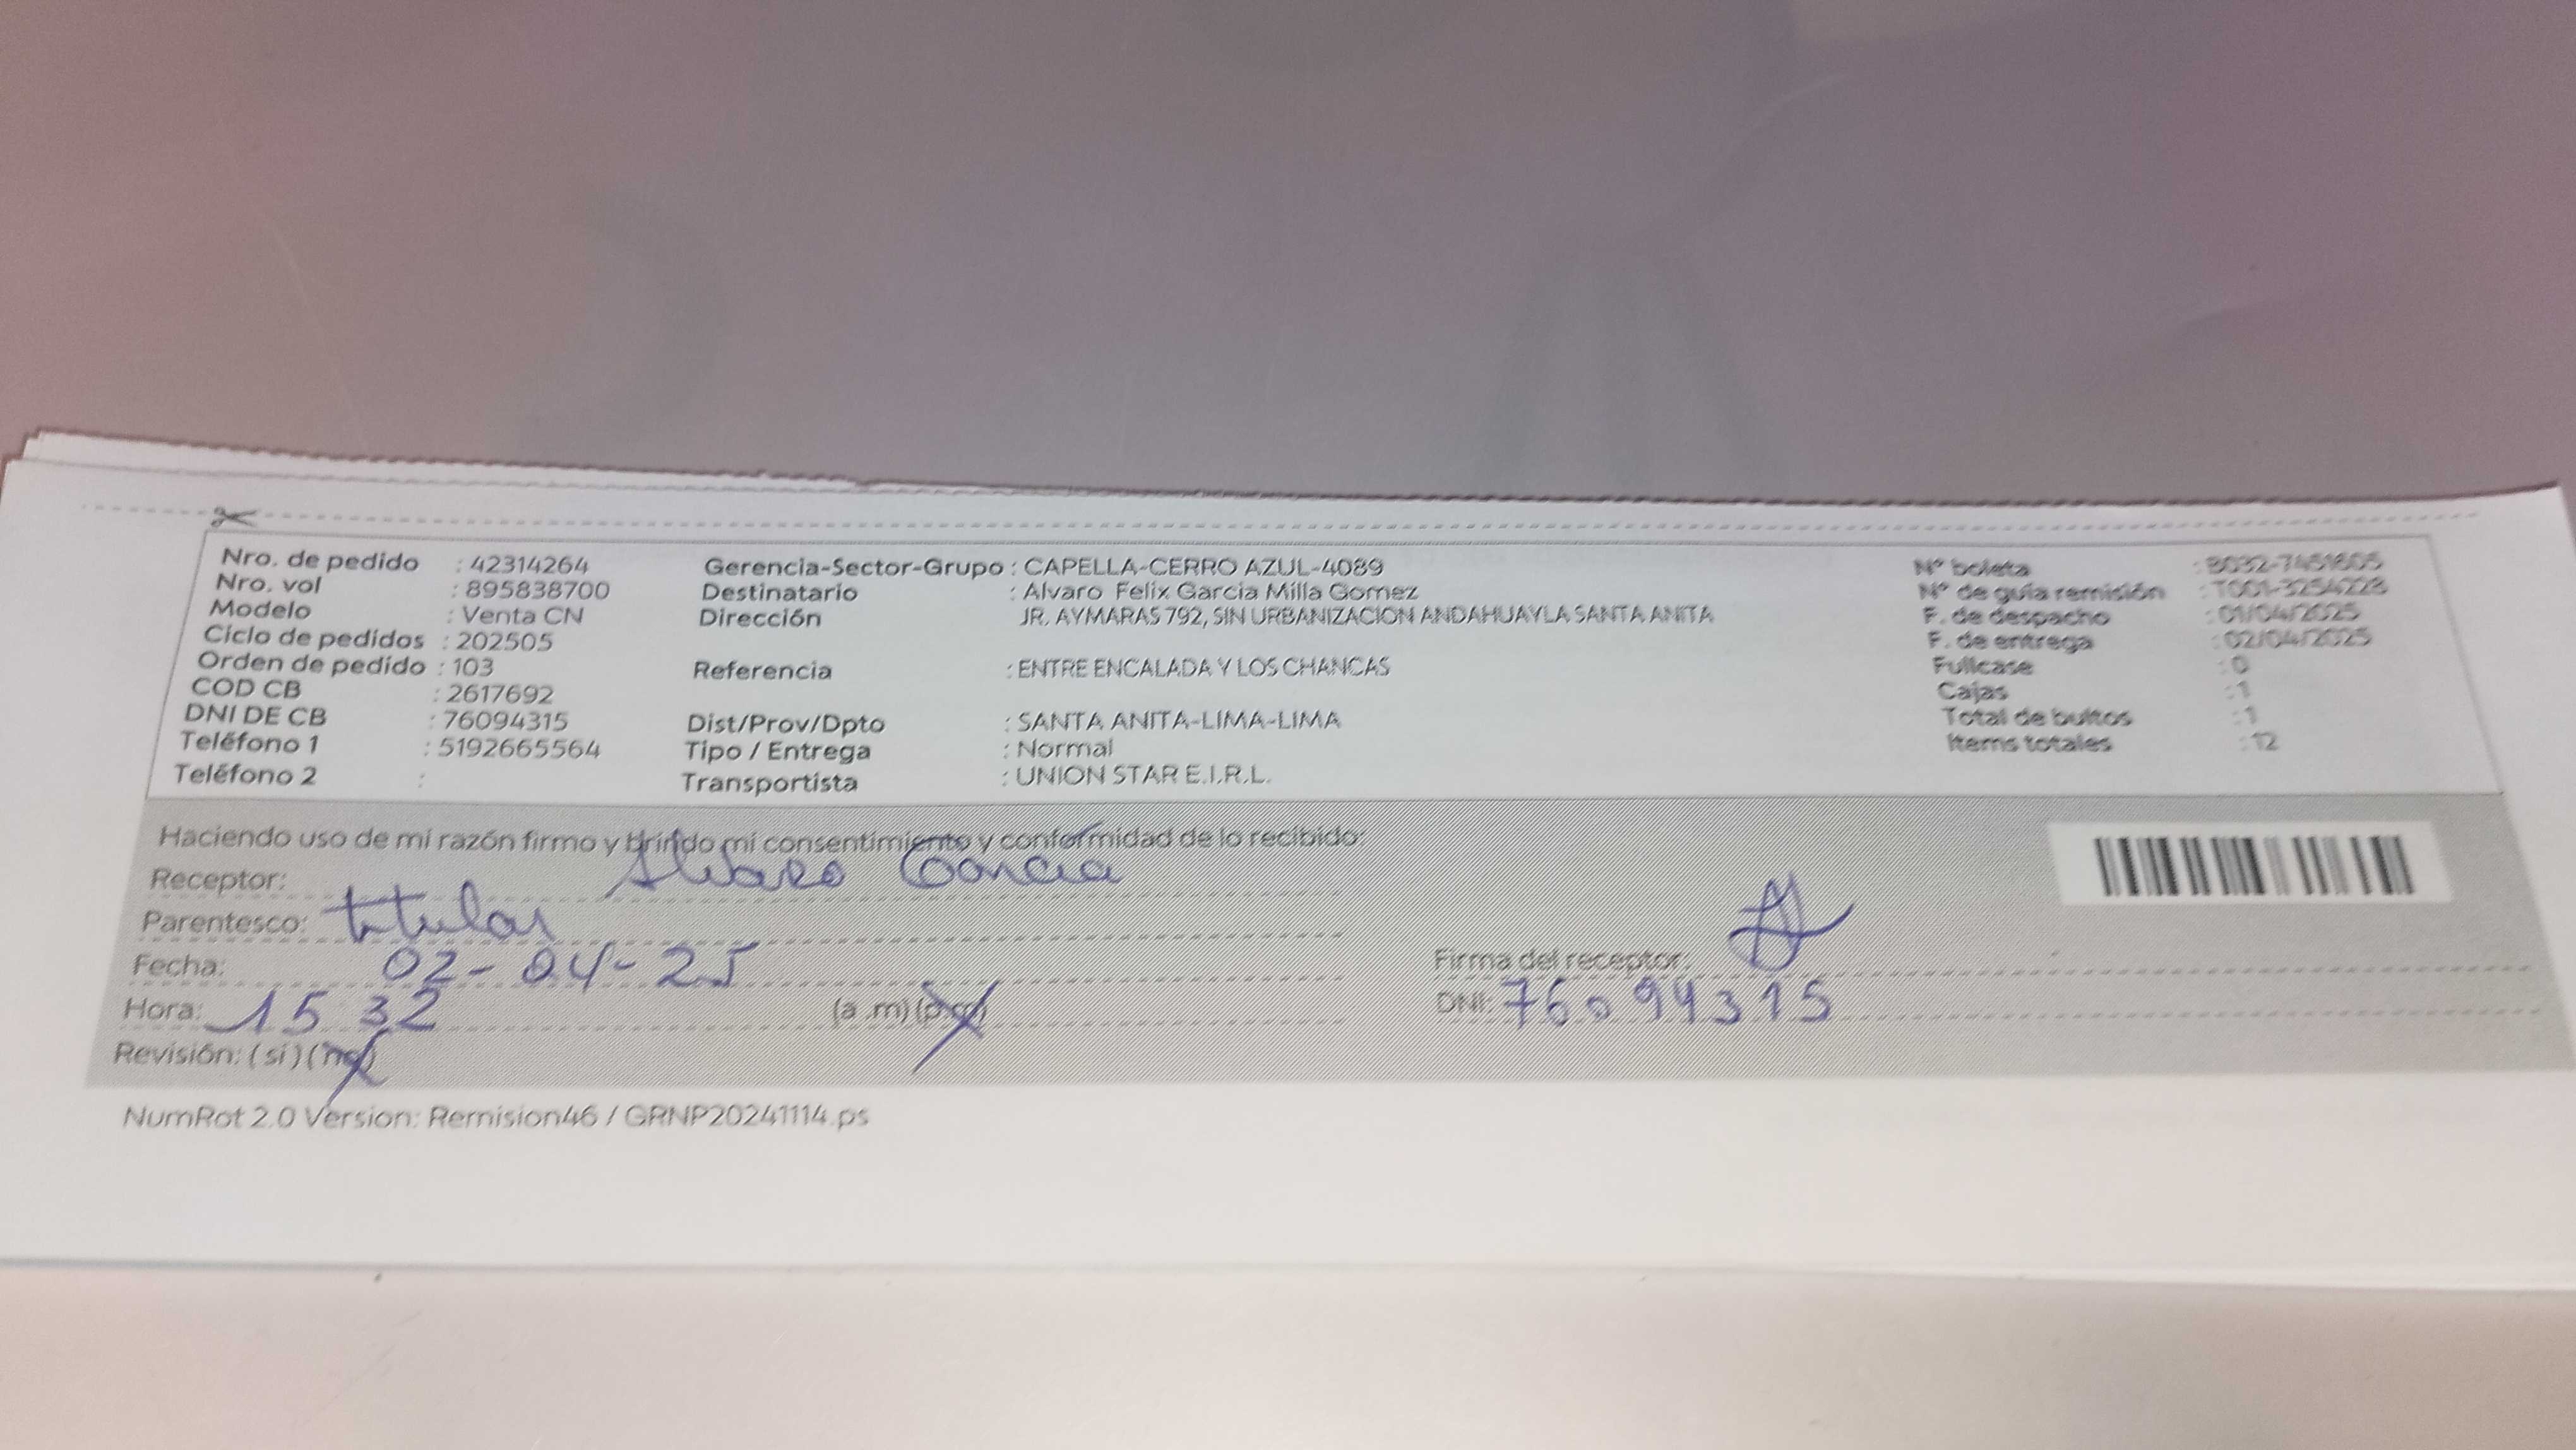 Nro. de pedido : 42314264 Gerencia-Sector-Grupo : CAPELLA-CERRO AZUL-4089 N° boleta : B032-7451605
Nro. vol : 895838700 Destinatario : Alvaro Felix Garcia Milla Gomez N° de guía remisión : T001-3254228
Modelo : Venta CN Dirección JR. AYMARAS 792, SIN URBANIZACION ANDAHUAYLA SANTA ANITA F. de despacho : 01/04/2025
Ciclo de pedidos : 202505 F. de entrega : 02/04/2025
Orden de pedido : 103 Referencia : ENTRE ENCALADA Y LOS CHANCAS Fullcase : 0
COD CB : 2617692 Cajas : 1
DNI DE CB : 76094315 Dist/Prov/Dpto : SANTA ANITA-LIMA-LIMA Total de bultos : 1
Teléfono 1 : 5192665564 Tipo / Entrega : Normal Items totales : 12
Teléfono 2 : Transportista : UNION STAR E.I.R.L.
Haciendo uso de mi razón firmo y brindo mi consentimiento y conformidad de lo recibido:
Receptor: Alvaro Garcia
Parentesco: titular
Fecha: 02-04-25 Firma del receptor:
Hora: 15 32 (a .m) (p.m) DNI: 76094315
Revisión: (si) (no)
NumRot 2.0 Version: Remision46 / GRNP20241114.ps